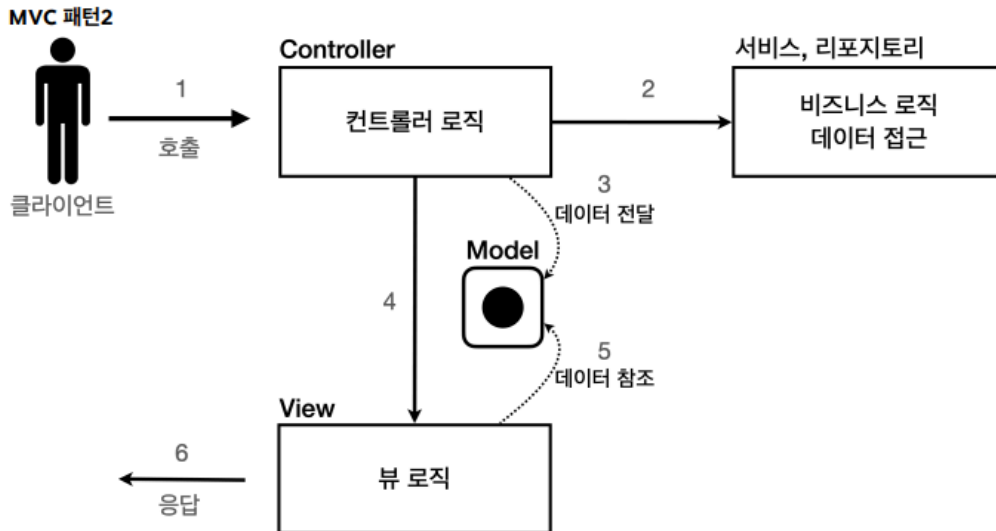 MVC 패턴2
Controller
서비스, 리포지토리
1
호출
컨트롤러 로직
2
비즈니스 로직
데이터 접근
클라이언트
3
데이터 전달
Model
4
5
데이터 참조
View
뷰 로직
6
응답